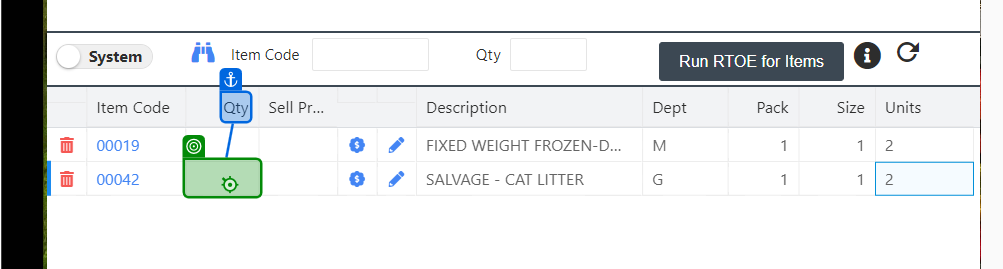 System Item Code Qty Run RTOE for Items
Item Code Qty Sell Pr... Description Dept Pack Size Units
00019 FIXED WEIGHT FROZEN-D... M 1 1 2
00042 SALVAGE - CAT LITTER G 1 1 2